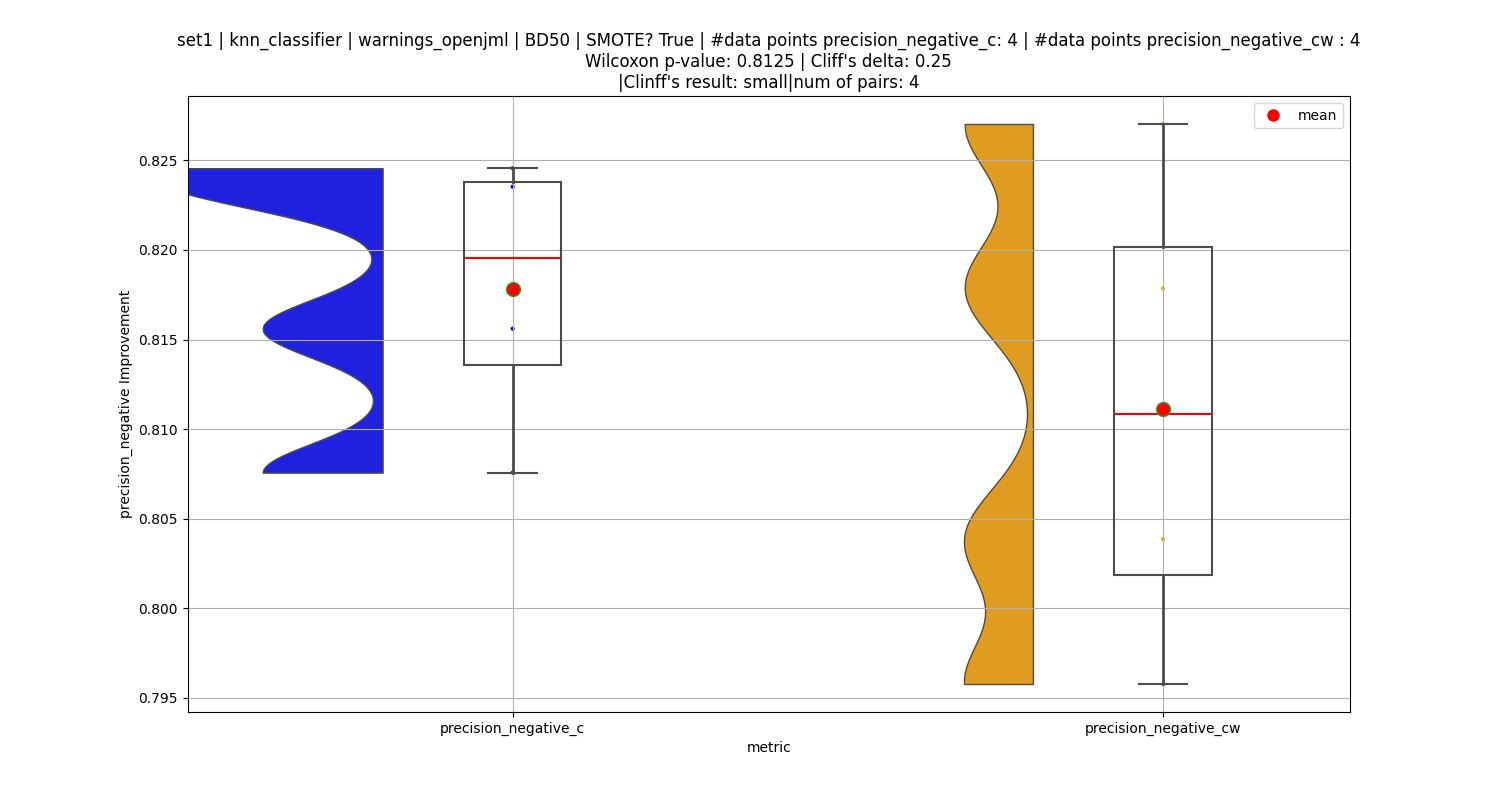 set1 | knn_classifier | warnings_openjml | BD50 | SMOTE? True | #data points precision_negative_c: 4 | #data points precision_negative_cw : 4
Wilcoxon p-value: 0.8125 | Cliff's delta: 0.25
|Clinff's result: small|num of pairs: 4
mean
0.825
0.820
0.815
0.810
0.805
0.800
0.795
precision_negative Improvement
precision_negative_c
precision_negative_cw
metric